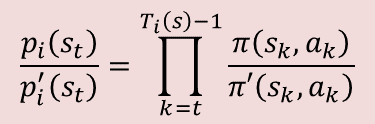 p_i(s_t) / p'_i(s_t) = ∏_{k=t}^{T_i(s)−1} π(s_k, a_k) / π'(s_k, a_k)